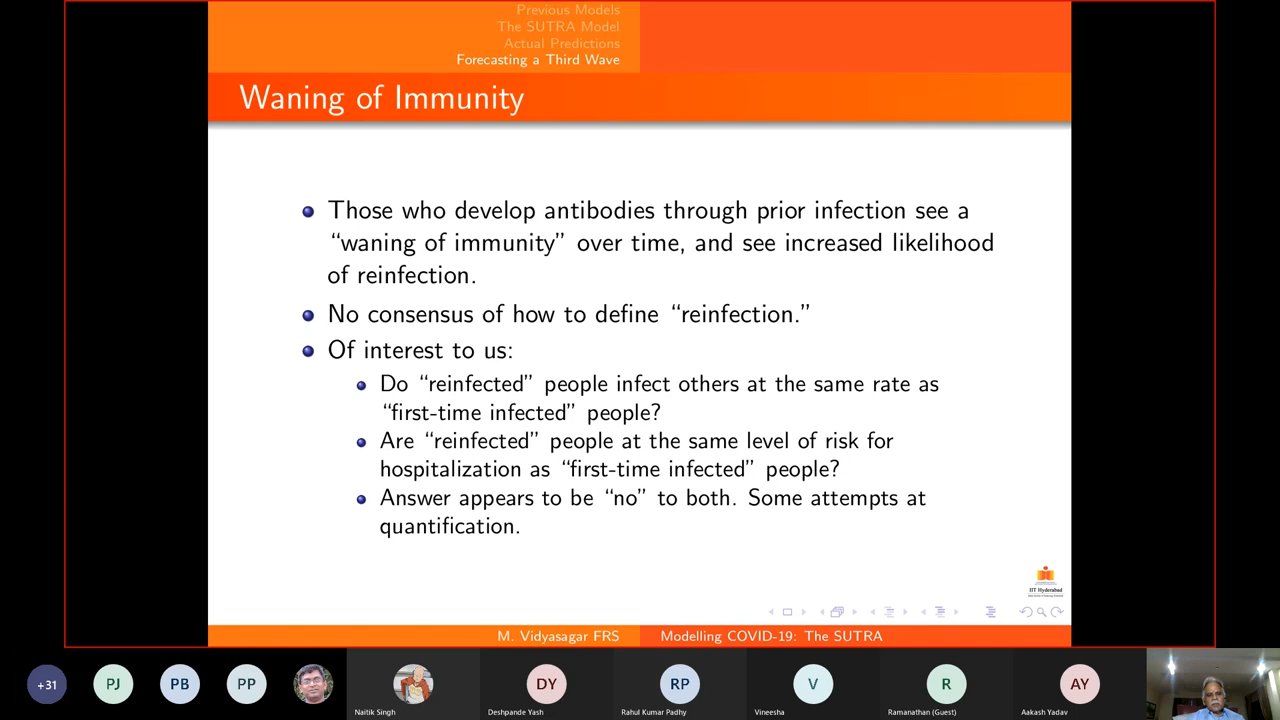 Previous Models
The SUTRA Model
Actual Predictions
Forecasting a Third Wave
Waning of Immunity
Those who develop antibodies through prior infection see a
“waning of immunity” over time, and see increased likelihood
of reinfection.
No consensus of how to define “reinfection.”
Of interest to us:
Do “reinfected” people infect others at the same rate as
“first-time infected” people?
Are “reinfected” people at the same level of risk for
hospitalization as “first-time infected” people?
Answer appears to be “no” to both. Some attempts at
quantification.
IIT Hyderabad
M. Vidyasagar FRS
Modelling COVID-19: The SUTRA
+31
PJ
PB
PP
DY
RP
V
R
AY
Naitik Singh
Deshpande Yash
Rahul Kumar Padhy
Vineesha
Ramanathan (Guest)
Aakash Yadav